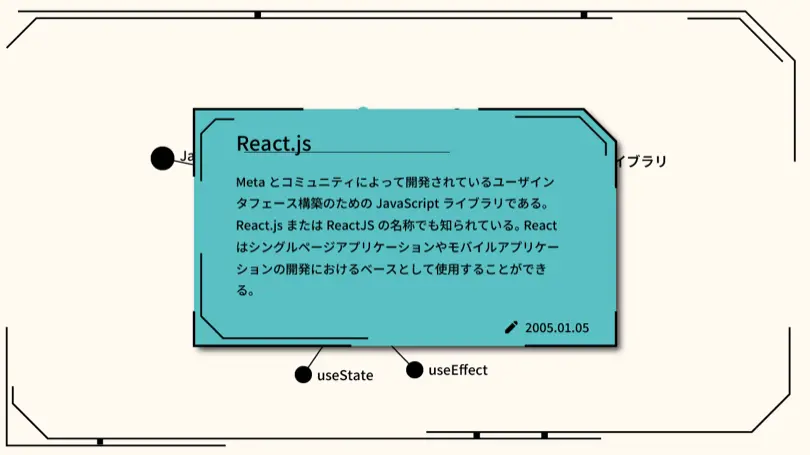 React.js
Ja
イブラリ
Meta とコミュニティによって開発されているユーザイン
タフェース構築のための JavaScript ライブラリである。
React.js または ReactJS の名称でも知られている。React
はシングルページアプリケーションやモバイルアプリケー
ションの開発におけるベースとして使用することができ
る。
2005.01.05
useState
useEffect